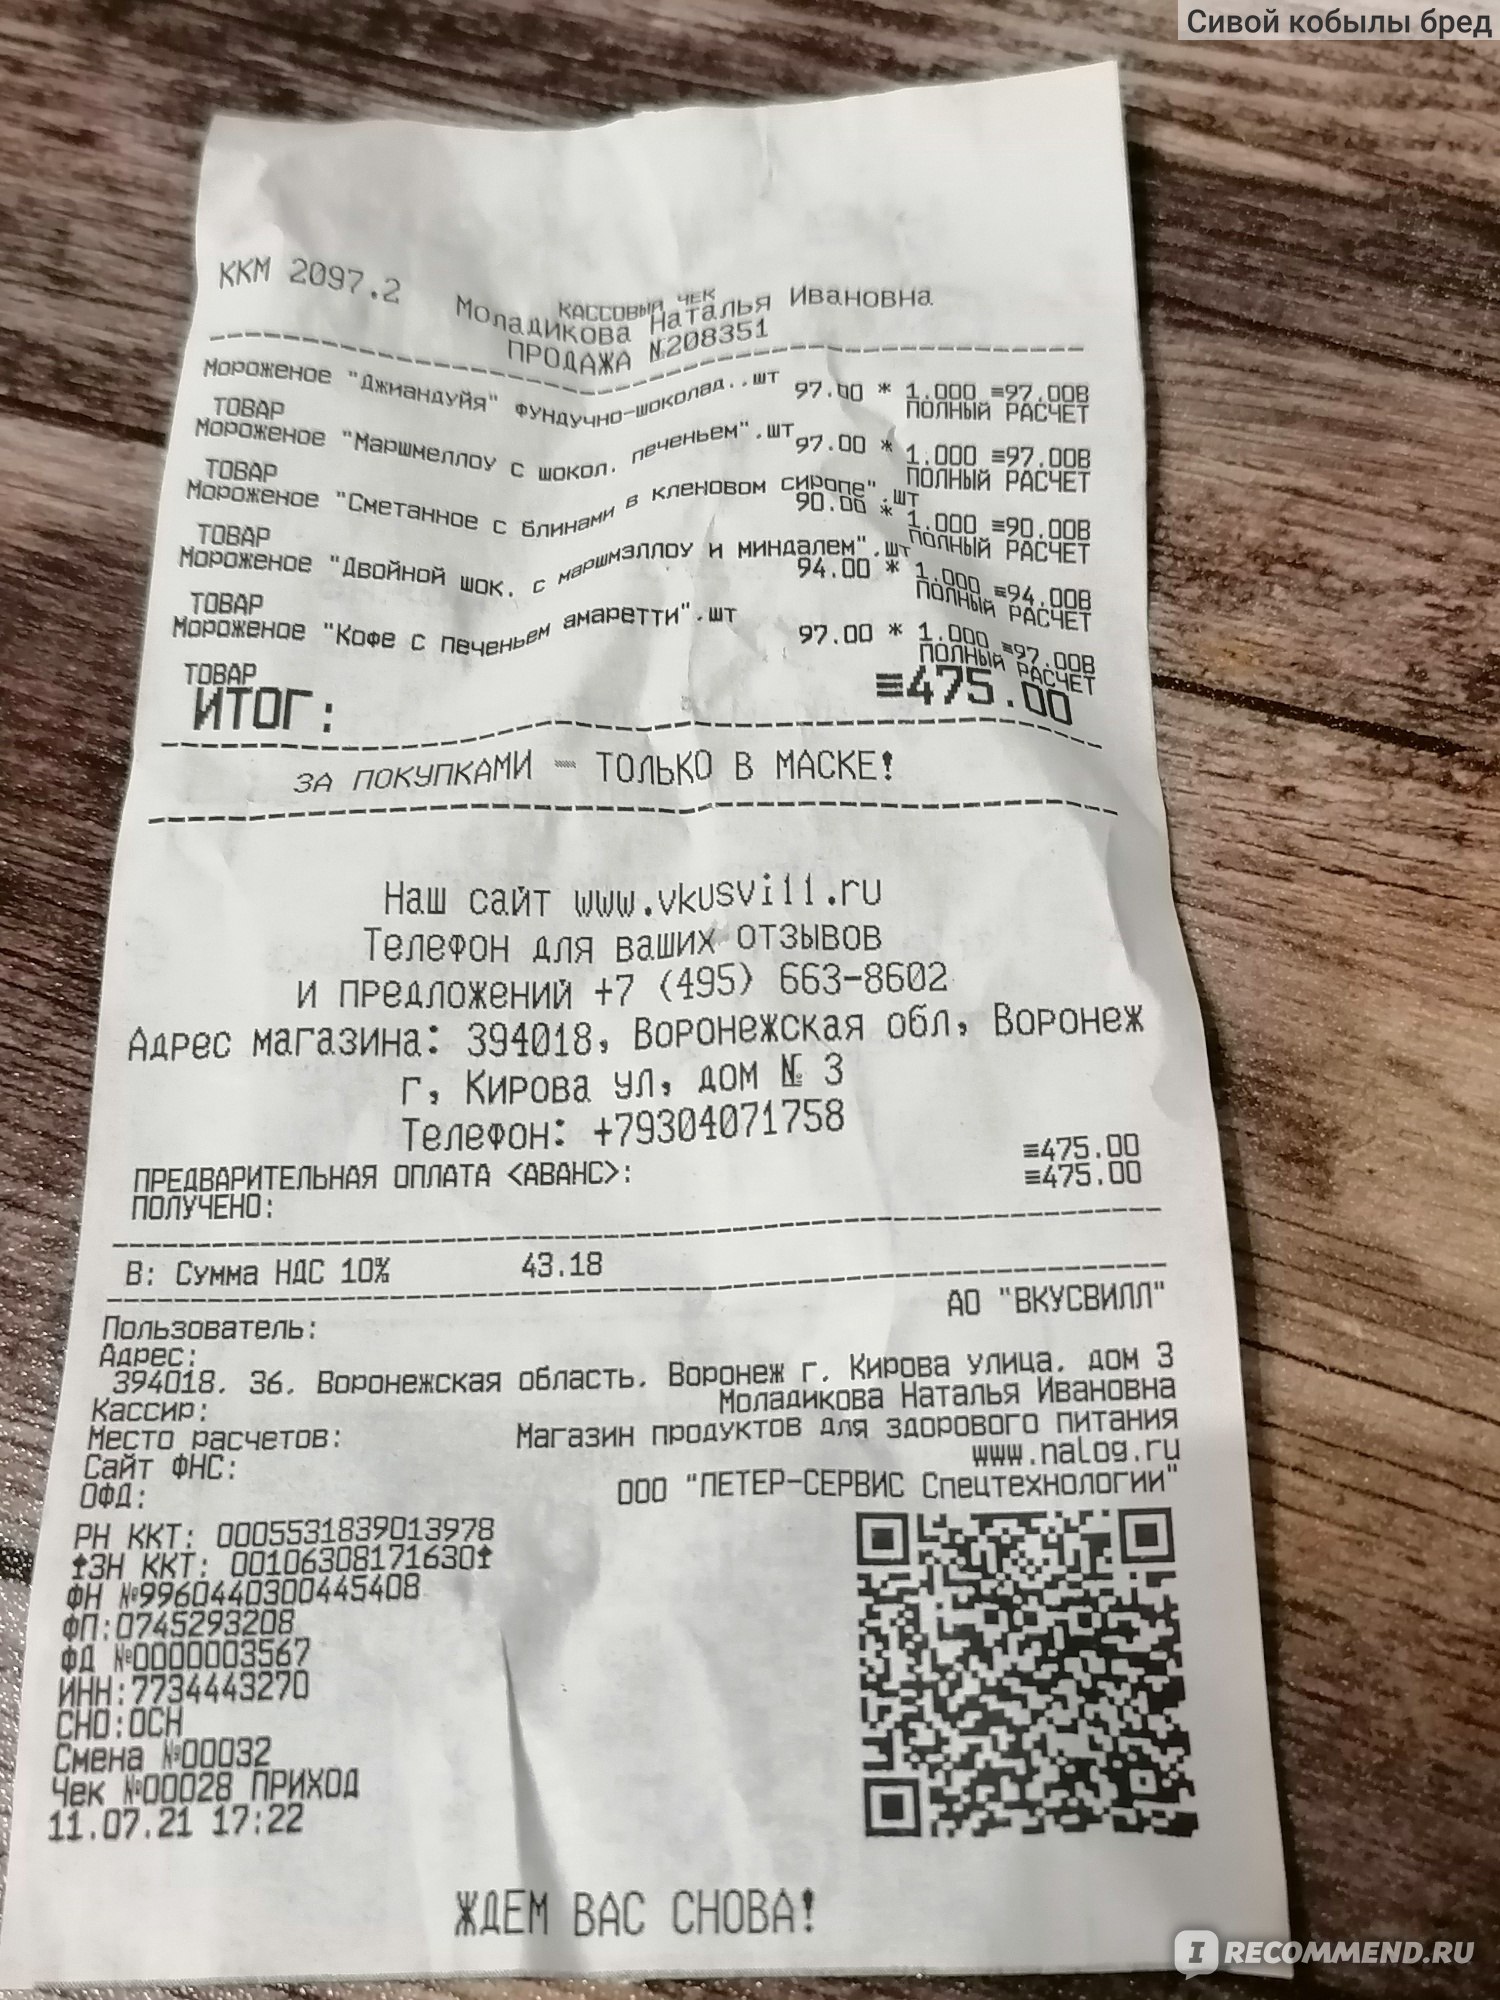 Сивой кобылы бред
ККМ 2097.2
КАССОВЫЙ ЧЕК
Моладикова Наталья Ивановна
ПРОДАЖА №208351
Мороженое "Джиандуйя" фундучно-шоколад..,шт
97.00 * 1.000 ≡97.00В
ТОВАР ПОЛНЫЙ РАСЧЕТ
Мороженое "Маршмеллоу с шокол. печеньем",шт
97.00 * 1.000 ≡97.00В
ТОВАР ПОЛНЫЙ РАСЧЕТ
Мороженое "Сметанное с блинами в кленовом сиропе",шт
90.00 * 1.000 ≡90.00В
ТОВАР ПОЛНЫЙ РАСЧЕТ
Мороженое "Двойной шок. с маршмэллоу и миндалем",шт
94.00 * 1.000 ≡94.00В
ТОВАР ПОЛНЫЙ РАСЧЕТ
Мороженое "Кофе с печеньем амаретти",шт
97.00 * 1.000 ≡97.00В
ТОВАР ПОЛНЫЙ РАСЧЕТ
ИТОГ: ≡475.00
ЗА ПОКУПКАМИ – ТОЛЬКО В МАСКЕ!
Наш сайт www.vkusvill.ru
Телефон для ваших отзывов
и предложений +7 (495) 663-8602
Адрес магазина: 394018, Воронежская обл, Воронеж
г, Кирова ул, дом № 3
Телефон: +79304071758
ПРЕДВАРИТЕЛЬНАЯ ОПЛАТА <АВАНС>: ≡475.00
ПОЛУЧЕНО: ≡475.00
В: Сумма НДС 10% 43.18
Пользователь: АО "ВКУСВИЛЛ"
Адрес:
394018, 36, Воронежская область, Воронеж г, Кирова улица, дом 3
Кассир: Моладикова Наталья Ивановна
Место расчетов: Магазин продуктов для здорового питания
Сайт ФНС: www.nalog.ru
ОФД: ООО "ПЕТЕР-СЕРВИС Спецтехнологии"
РН ККТ: 0005531839013978
ЗН ККТ: 00106308171630
ФН №9960440300445408
ФП:0745293208
ФД №0000003567
ИНН:7734443270
СНО:ОСН
Смена №00032
Чек №00028 ПРИХОД
11.07.21 17:22
ЖДЕМ ВАС СНОВА!
IRECOMMEND.RU